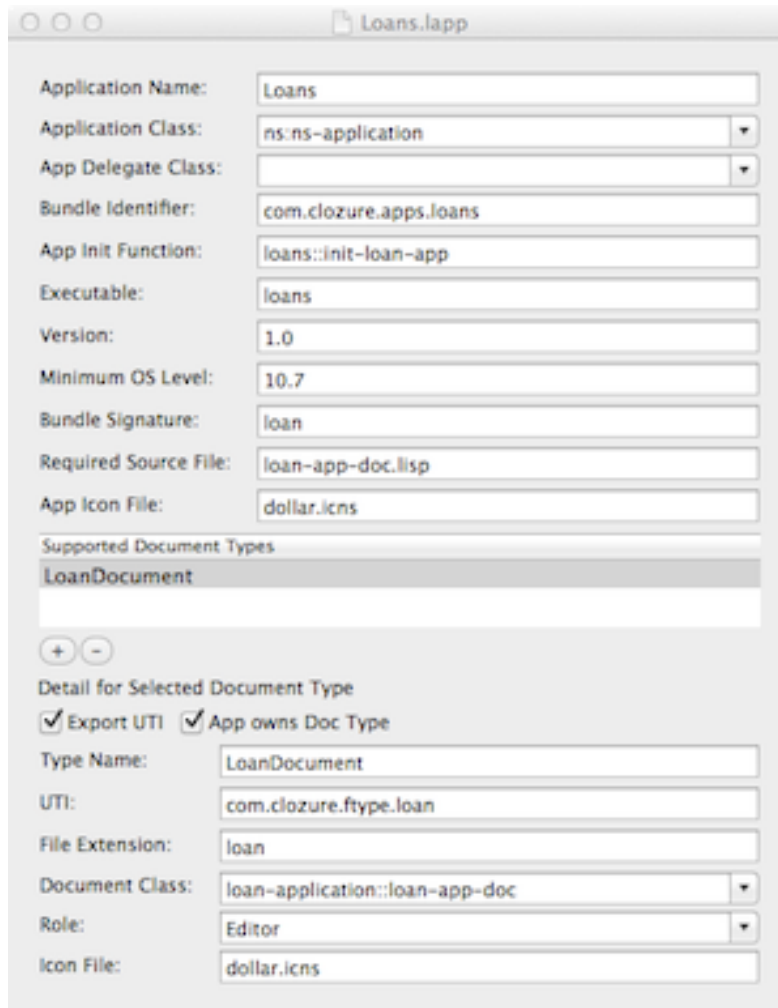 Loans.lapp
Application Name: Loans
Application Class: ns:ns-application
App Delegate Class:
Bundle Identifier: com.clozure.apps.loans
App Init Function: loans::init-loan-app
Executable: loans
Version: 1.0
Minimum OS Level: 10.7
Bundle Signature: loan
Required Source File: loan-app-doc.lisp
App Icon File: dollar.icns
Supported Document Types
LoanDocument
+ -
Detail for Selected Document Type
Export UTI App owns Doc Type
Type Name: LoanDocument
UTI: com.clozure.ftype.loan
File Extension: loan
Document Class: loan-application::loan-app-doc
Role: Editor
Icon File: dollar.icns